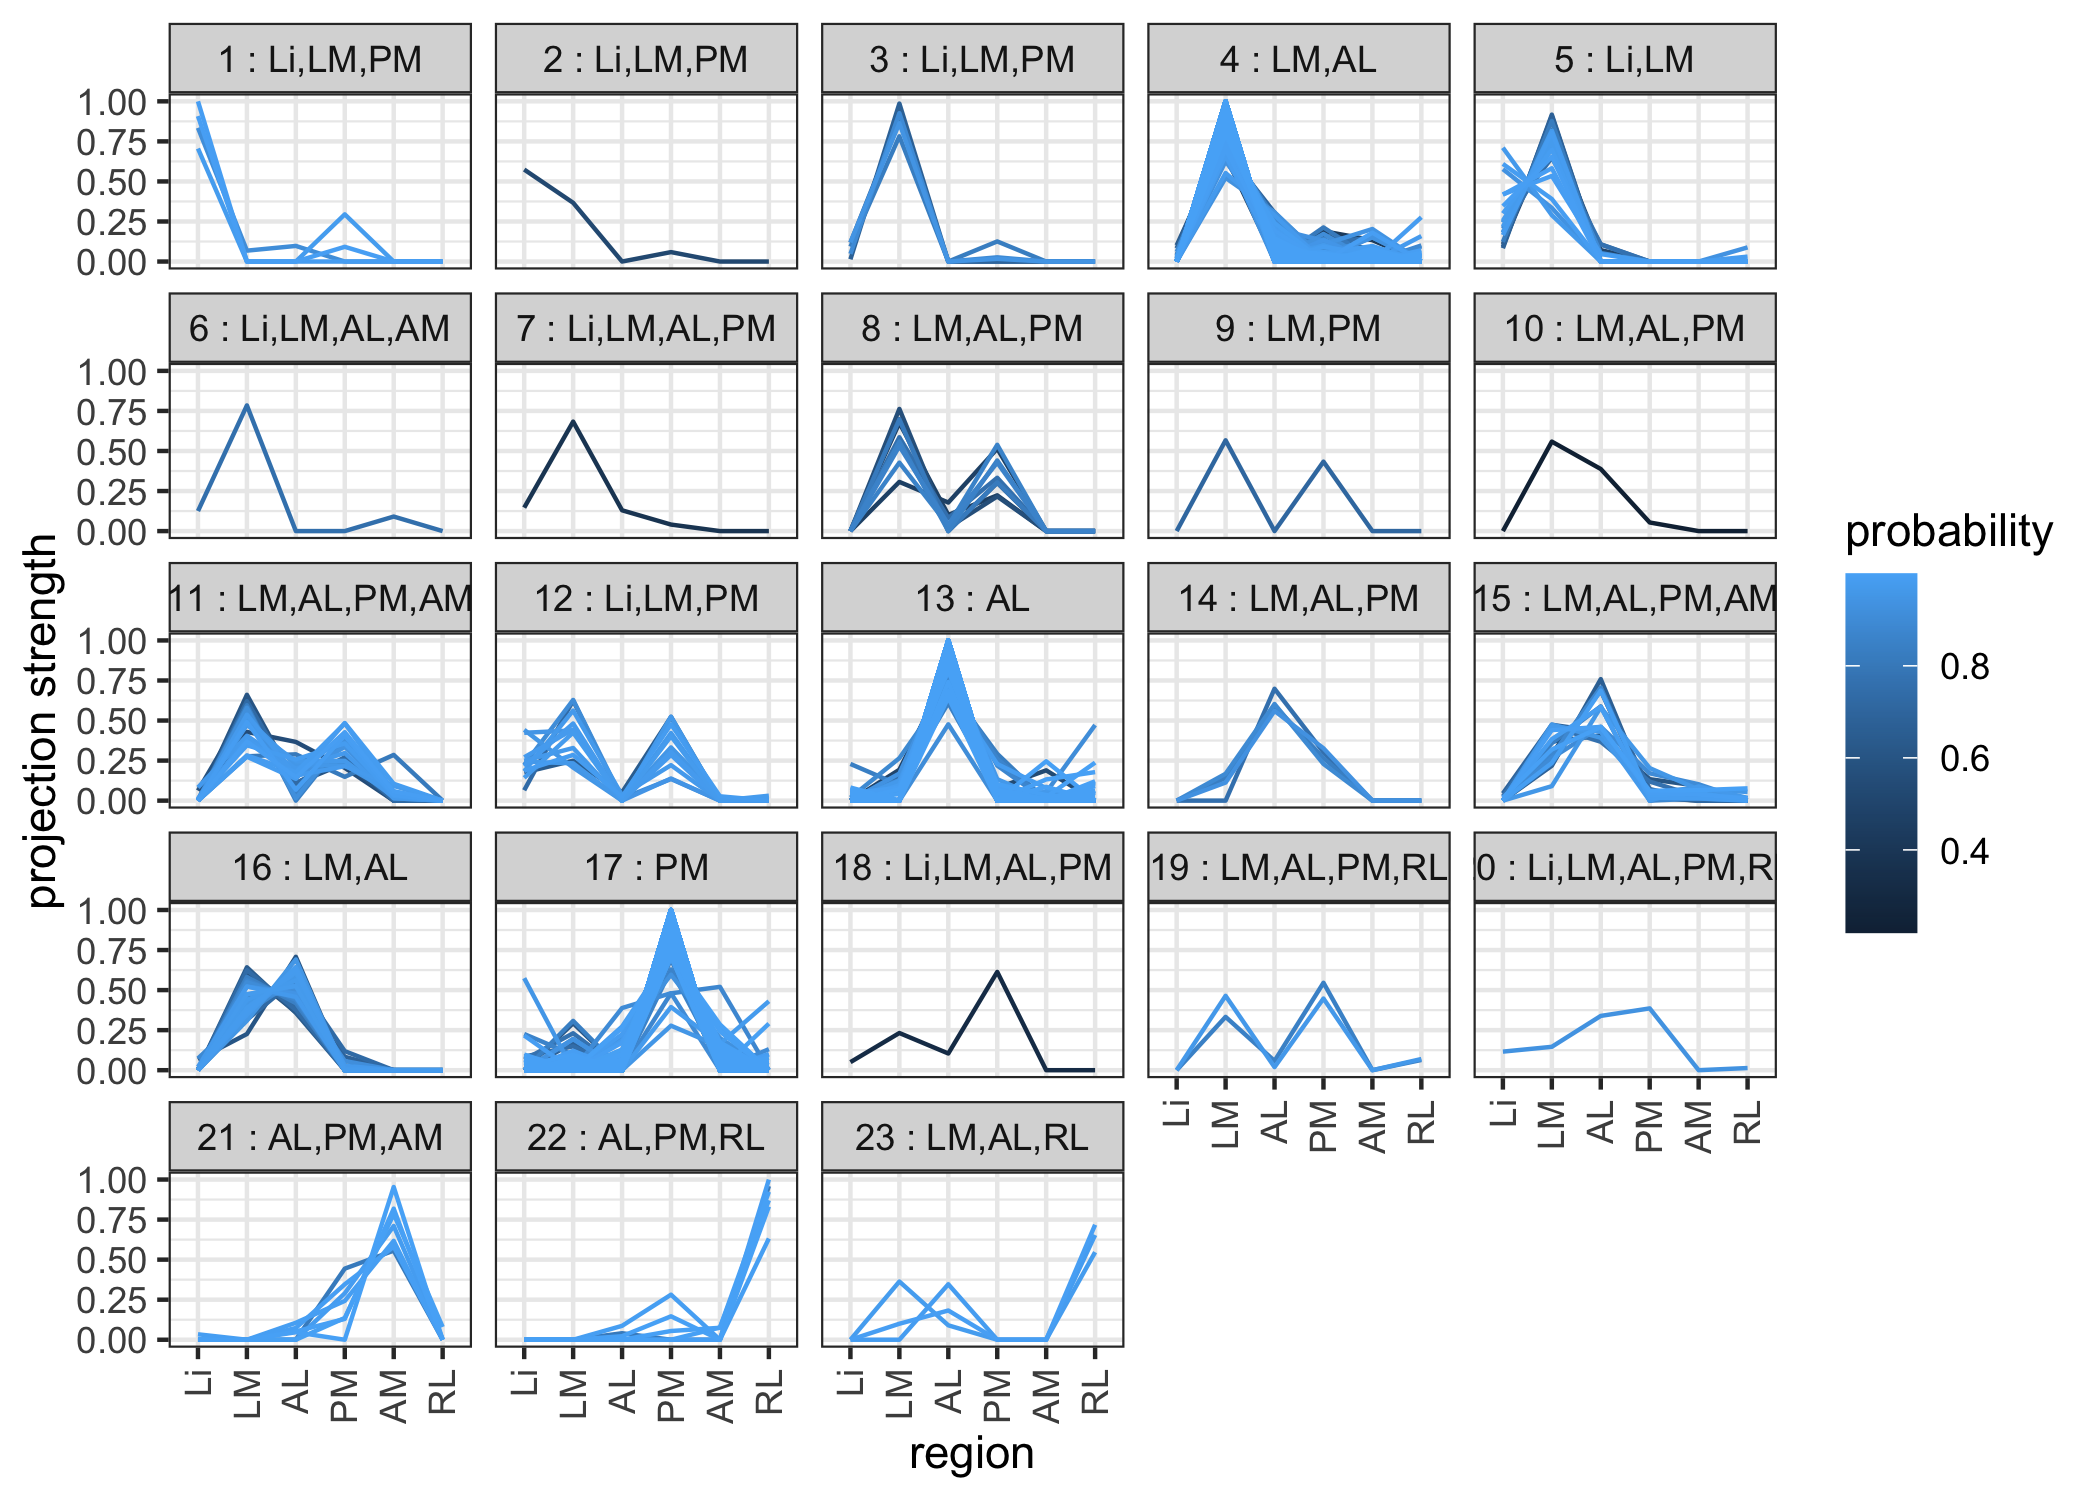 1 : Li,LM,PM
2 : Li,LM,PM
3 : Li,LM,PM
4 : LM,AL
5 : Li,LM
1.00
0.75
0.50
0.25
0.00
6 : Li,LM,AL,AM
7 : Li,LM,AL,PM
8 : LM,AL,PM
9 : LM,PM
10 : LM,AL,PM
1.00
0.75
0.50
0.25
0.00
11 : LM,AL,PM,AM
12 : Li,LM,PM
13 : AL
14 : LM,AL,PM
15 : LM,AL,PM,AM
1.00
0.75
0.50
0.25
0.00
16 : LM,AL
17 : PM
18 : Li,LM,AL,PM
19 : LM,AL,PM,RL
0 : Li,LM,AL,PM,R
1.00
0.75
0.50
0.25
0.00
Li LM AL PM AM RL
Li LM AL PM AM RL
21 : AL,PM,AM
22 : AL,PM,RL
23 : LM,AL,RL
1.00
0.75
0.50
0.25
0.00
Li LM AL PM AM RL
Li LM AL PM AM RL
Li LM AL PM AM RL
region
projection strength
probability
0.8
0.6
0.4